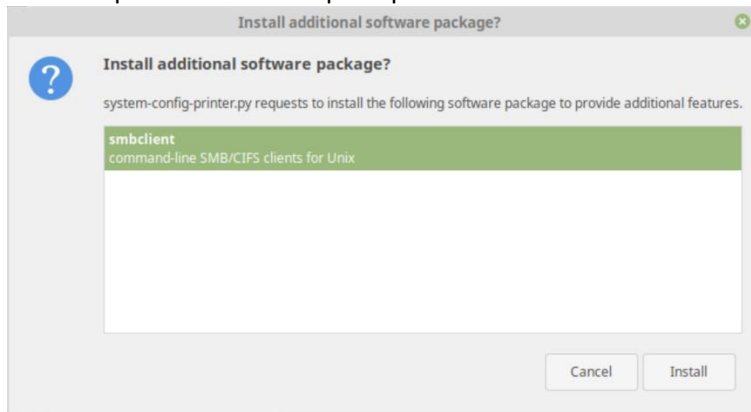 Install additional software package?
Install additional software package?
system-config-printer.py requests to install the following software package to provide additional features.
smbclient
command-line SMB/CIFS clients for Unix
Cancel
Install